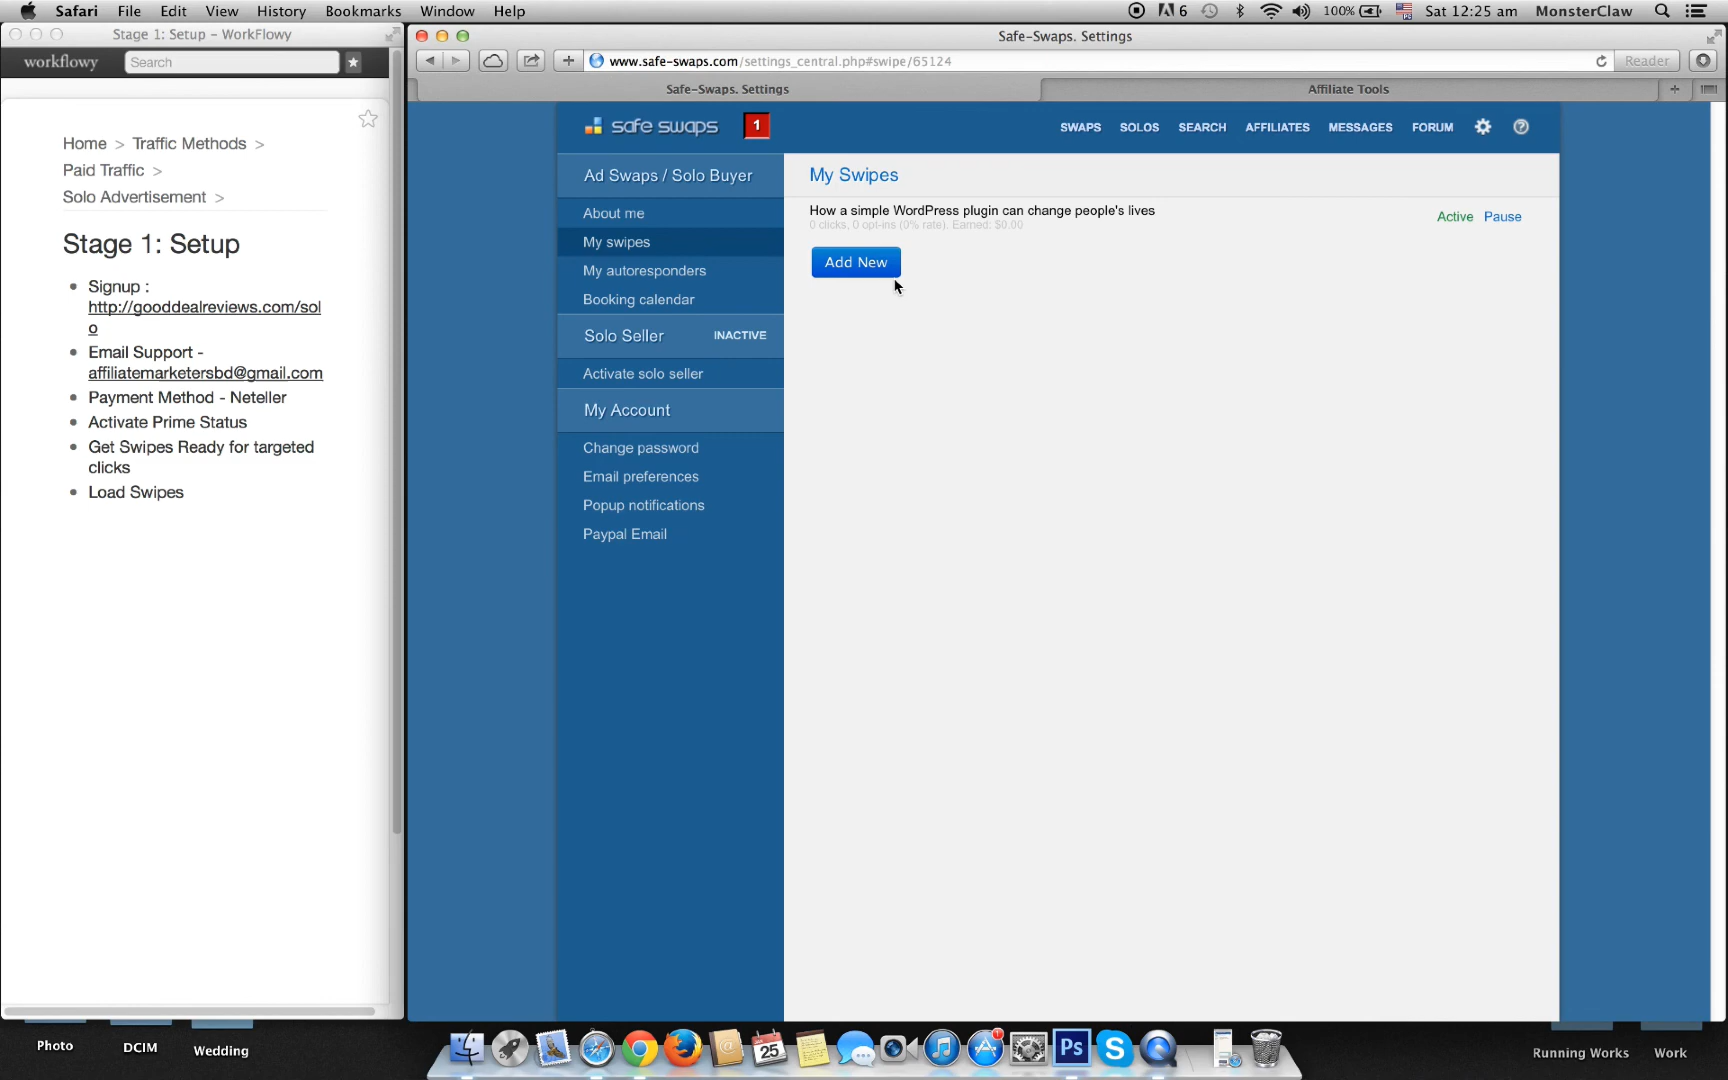 Safari File Edit View History Bookmarks Window Help
6 100% Sat 12:25 am MonsterClaw
Stage 1: Setup - WorkFlowy
workflowy Search
Home > Traffic Methods >
Paid Traffic >
Solo Advertisement >
Stage 1: Setup
Signup :
http://gooddealreviews.com/sol
o
Email Support -
affiliatemarketersbd@gmail.com
Payment Method - Neteller
Activate Prime Status
Get Swipes Ready for targeted
clicks
Load Swipes
Safe-Swaps. Settings
www.safe-swaps.com/settings_central.php#swipe/65124
Reader
Safe-Swaps. Settings
Affiliate Tools
safe swaps 1
SWAPS SOLOS SEARCH AFFILIATES MESSAGES FORUM
Ad Swaps / Solo Buyer
About me
My swipes
My autoresponders
Booking calendar
Solo Seller INACTIVE
Activate solo seller
My Account
Change password
Email preferences
Popup notifications
Paypal Email
My Swipes
How a simple WordPress plugin can change people's lives
0 clicks, 0 opt-ins (0% rate). Earned: $0.00
Active Pause
Add New
Photo
DCIM
Wedding
25
Ps
Running Works
Work